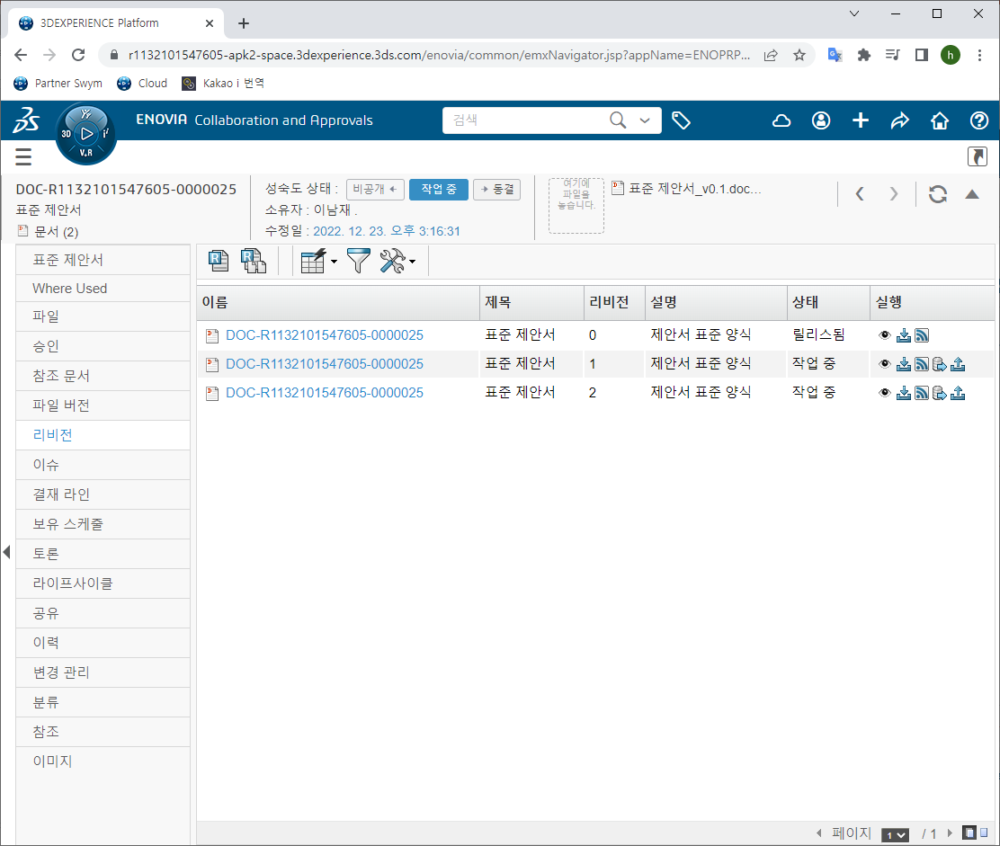 3DEXPERIENCE Platform
r1132101547605-apk2-space.3dexperience.3ds.com/enovia/common/emxNavigator.jsp?appName=ENOPRP...
h
Partner Swym
Cloud
Kakao i 번역
ENOVIA Collaboration and Approvals
검색
3D
V.R
DOC-R1132101547605-0000025
표준 제안서
문서 (2)
성숙도 상태 :
비공개
작업 중
동결
소유자 : 이남재 .
수정일 : 2022. 12. 23. 오후 3:16:31
여기에
파일을
놓습니다.
표준 제안서_v0.1.doc...
표준 제안서
Where Used
파일
승인
참조 문서
파일 버전
리비전
이슈
결재 라인
보유 스케줄
토론
라이프사이클
공유
이력
변경 관리
분류
참조
이미지
이름 제목 리비전 설명 상태 실행
DOC-R1132101547605-0000025 표준 제안서 0 제안서 표준 양식 릴리스됨
DOC-R1132101547605-0000025 표준 제안서 1 제안서 표준 양식 작업 중
DOC-R1132101547605-0000025 표준 제안서 2 제안서 표준 양식 작업 중
페이지 1 / 1